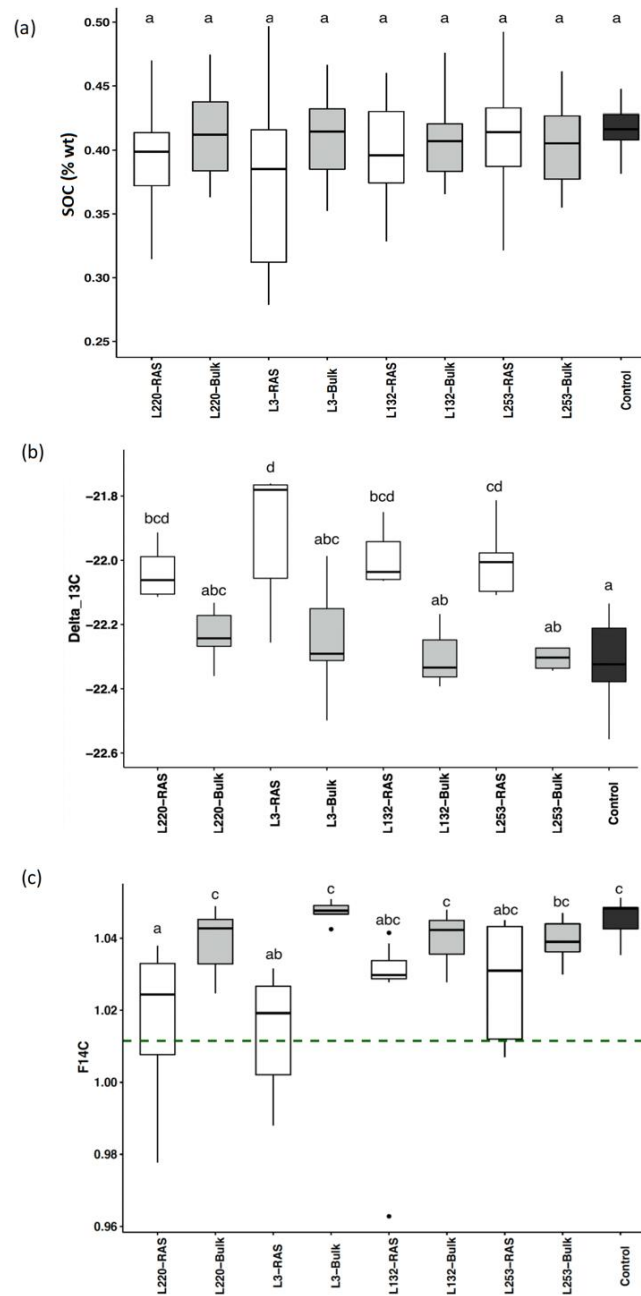 (a)
a a a a a a a a a
SOC (% wt)
0.50
0.45
0.40
0.35
0.30
0.25
L220−RAS
L220−Bulk
L3−RAS
L3−Bulk
L132−RAS
L132−Bulk
L253−RAS
L253−Bulk
Control
(b)
bcd abc d abc bcd ab cd ab a
Delta_13C
−21.8
−22.0
−22.2
−22.4
−22.6
L220−RAS
L220−Bulk
L3−RAS
L3−Bulk
L132−RAS
L132−Bulk
L253−RAS
L253−Bulk
Control
(c)
a c ab c abc c abc bc c
F14C
1.04
1.02
1.00
0.98
0.96
L220−RAS
L220−Bulk
L3−RAS
L3−Bulk
L132−RAS
L132−Bulk
L253−RAS
L253−Bulk
Control